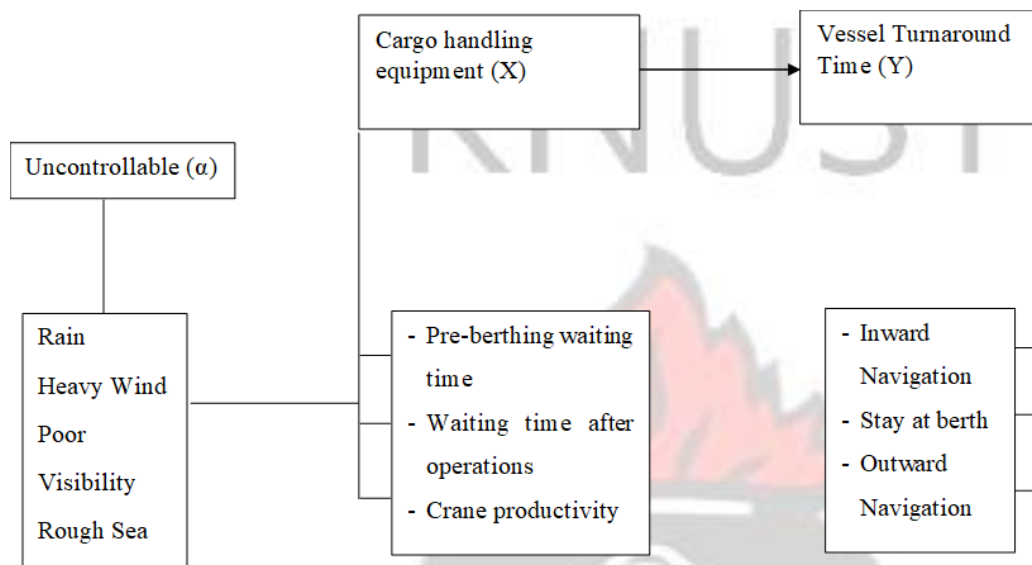 Cargo handling
equipment (X)
Vessel Turnaround
Time (Y)
KNUST
Uncontrollable (α)
Rain
Heavy Wind
Poor
Visibility
Rough Sea
- Pre-berthing waiting
time
- Waiting time after
operations
- Crane productivity
- Inward
Navigation
- Stay at berth
- Outward
Navigation